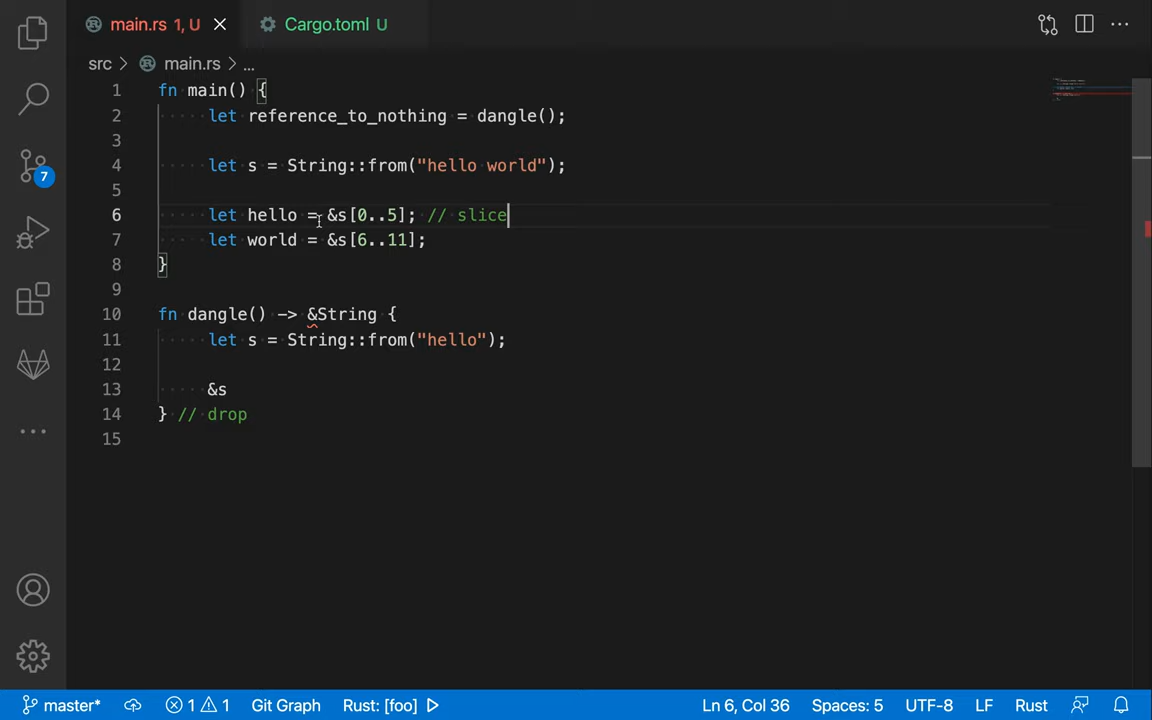 main.rs 1, U
Cargo.toml U
src > main.rs > ...
1 fn main() {
2 let reference_to_nothing = dangle();
3
4 let s = String::from("hello world");
5
6 let hello = &s[0..5]; // slice
7 let world = &s[6..11];
8 }
9
10 fn dangle() -> &String {
11 let s = String::from("hello");
12
13 &s
14 } // drop
15
7
master* 1 1 Git Graph Rust: [foo] Ln 6, Col 36 Spaces: 5 UTF-8 LF Rust